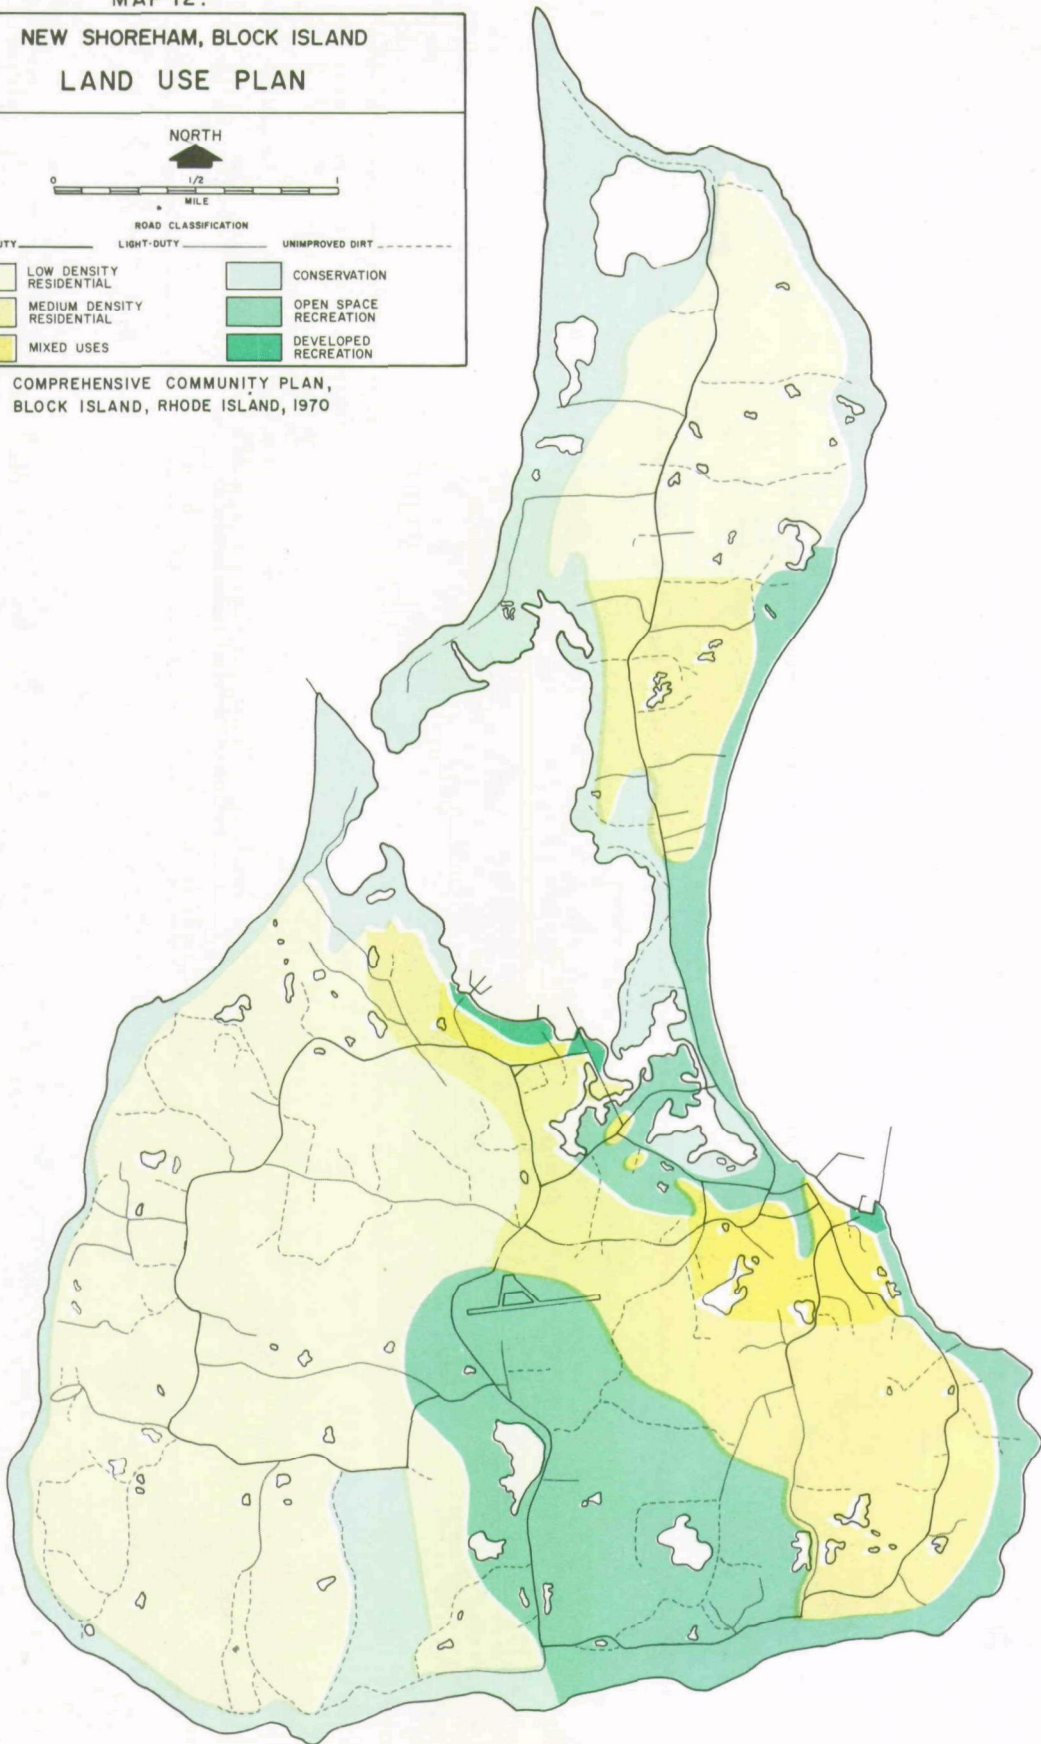 MAP 12:
NEW SHOREHAM, BLOCK ISLAND
LAND USE PLAN
NORTH
0 1/2 1
MILE
ROAD CLASSIFICATION
LIGHT-DUTY UNIMPROVED DIRT
LOW DENSITY
RESIDENTIAL
MEDIUM DENSITY
RESIDENTIAL
MIXED USES
CONSERVATION
OPEN SPACE
RECREATION
DEVELOPED
RECREATION
COMPREHENSIVE COMMUNITY PLAN,
BLOCK ISLAND, RHODE ISLAND, 1970